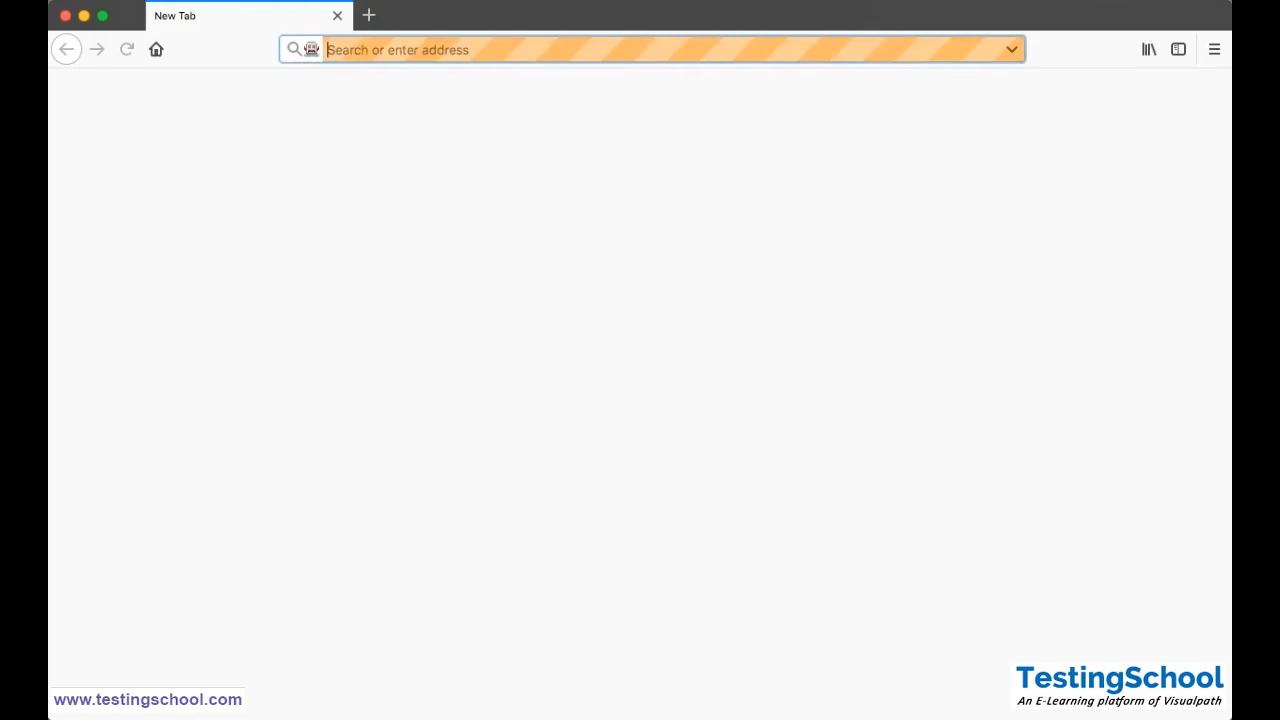 New Tab
Search or enter address
TestingSchool
An E-Learning platform of Visualpath
www.testingschool.com